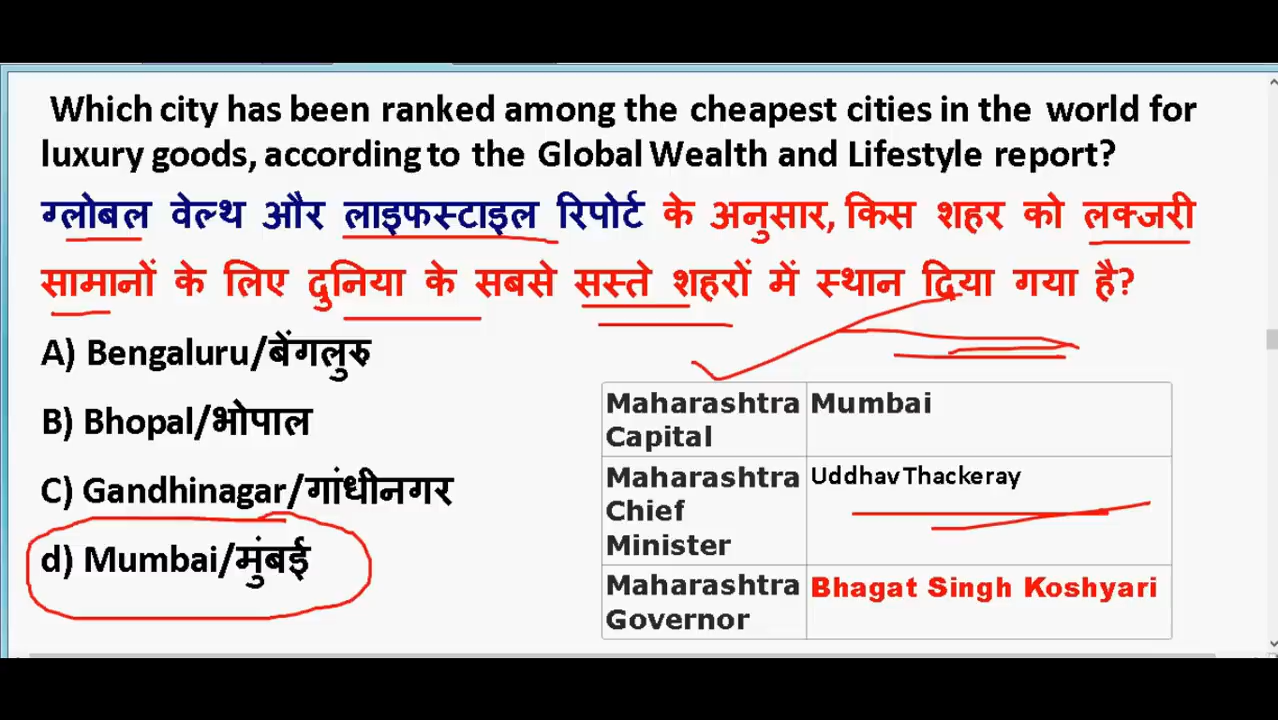 Which city has been ranked among the cheapest cities in the world for
luxury goods, according to the Global Wealth and Lifestyle report?
ग्लोबल वेल्थ और लाइफस्टाइल रिपोर्ट के अनुसार, किस शहर को लक्जरी
सामानों के लिए दुनिया के सबसे सस्ते शहरों में स्थान दिया गया है?
A) Bengaluru/बेंगलुरु
B) Bhopal/भोपाल
C) Gandhinagar/गांधीनगर
d) Mumbai/मुंबई
Maharashtra Mumbai
Capital
Maharashtra Uddhav Thackeray
Chief
Minister
Maharashtra Bhagat Singh Koshyari
Governor